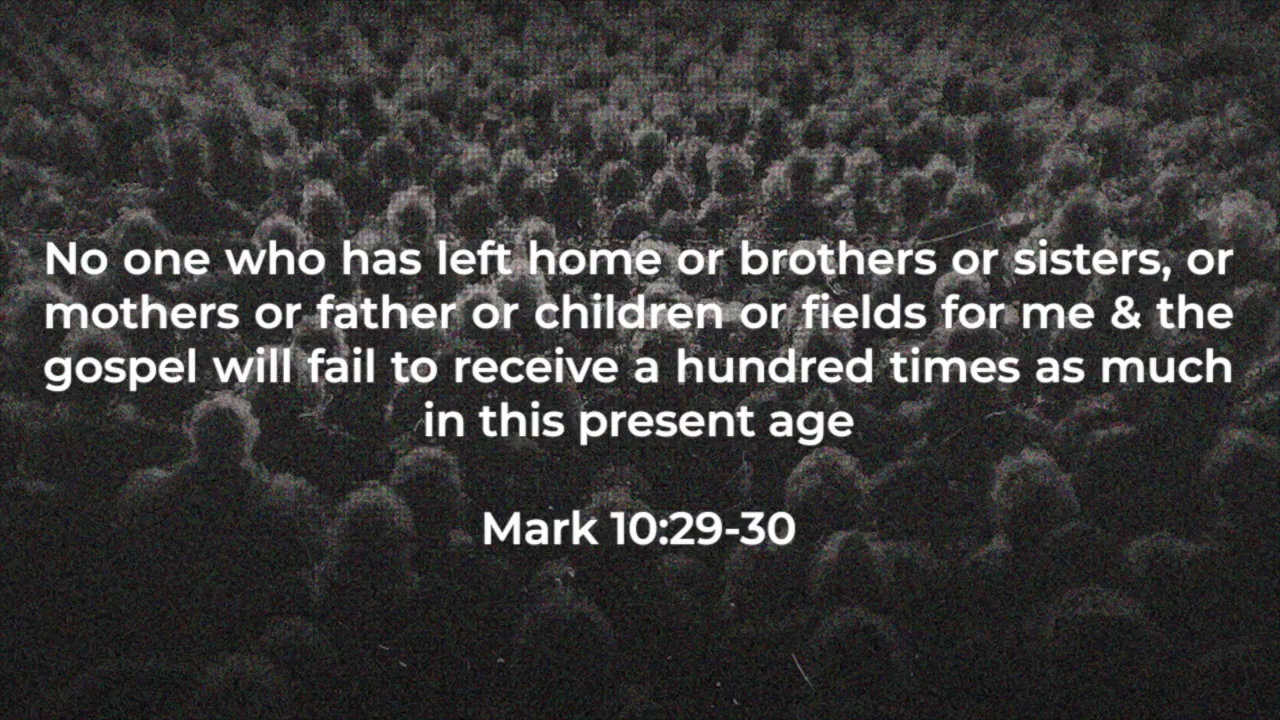 No one who has left home or brothers or sisters, or
mothers or father or children or fields for me & the
gospel will fail to receive a hundred times as much
in this present age
Mark 10:29-30